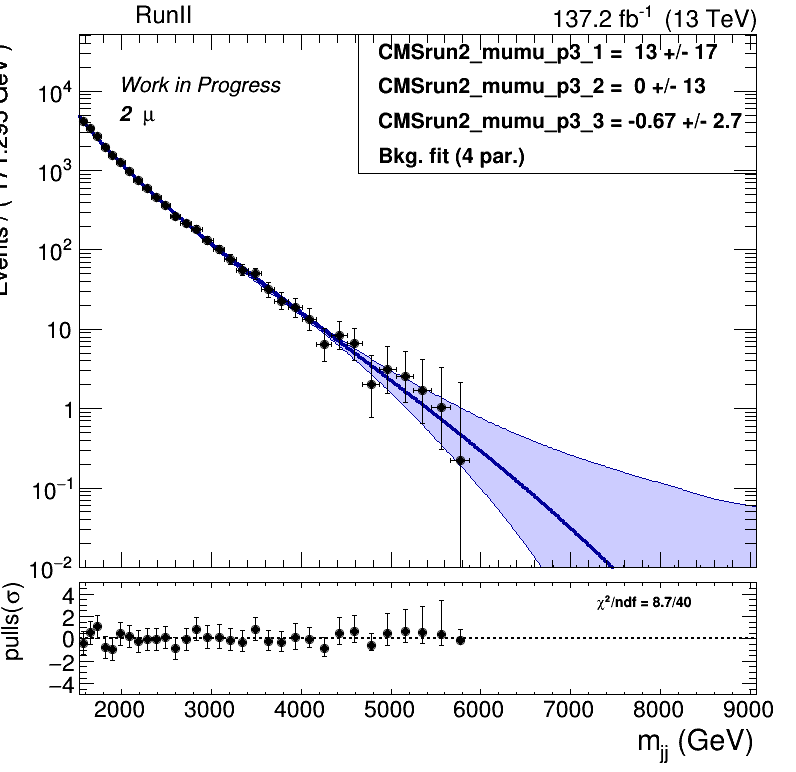 RunII
137.2 fb⁻¹ (13 TeV)
CMSrun2_mumu_p3_1 = 13 +/- 17
CMSrun2_mumu_p3_2 = 0 +/- 13
CMSrun2_mumu_p3_3 = -0.67 +/- 2.7
Bkg. fit (4 par.)
Work in Progress
2 μ
10⁴
10³
10²
10
1
10⁻¹
10⁻²
χ²/ndf = 8.7/40
pulls(σ)
4
2
0
−2
−4
2000 3000 4000 5000 6000 7000 8000 9000
m_jj (GeV)